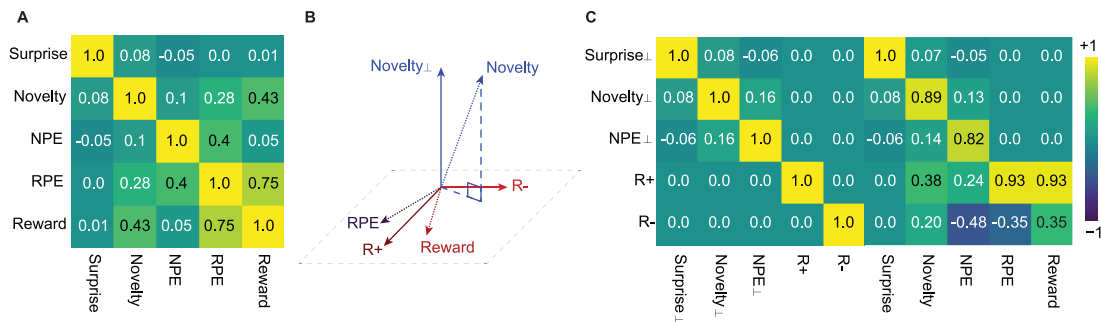 A
Surprise 1.0 0.08 -0.05 0.0 0.01
Novelty 0.08 1.0 0.1 0.28 0.43
NPE -0.05 0.1 1.0 0.4 0.05
RPE 0.0 0.28 0.4 1.0 0.75
Reward 0.01 0.43 0.05 0.75 1.0
Surprise Novelty NPE RPE Reward
B
Novelty⊥ Novelty
R-
RPE
R+ Reward
C
Surprise⊥ 1.0 0.08 -0.06 0.0 0.0 1.0 0.07 -0.05 0.0 0.0
Novelty⊥ 0.08 1.0 0.16 0.0 0.0 0.08 0.89 0.13 0.0 0.0
NPE⊥ -0.06 0.16 1.0 0.0 0.0 -0.06 0.14 0.82 0.0 0.0
R+ 0.0 0.0 0.0 1.0 0.0 0.0 0.38 0.24 0.93 0.93
R- 0.0 0.0 0.0 0.0 1.0 0.0 0.20 -0.48 -0.35 0.35
Surprise⊥ Novelty⊥ NPE⊥ R+ R- Surprise Novelty NPE RPE Reward
+1
−1